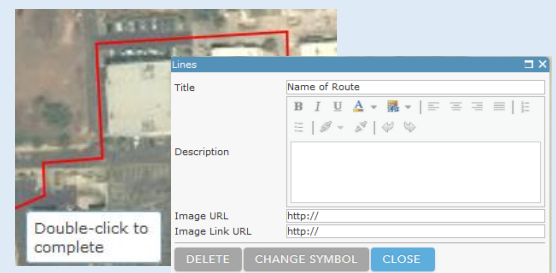 Lines
Title
Name of Route
B I U A
Description
Image URL
http://
Image Link URL
http://
Double-click to
complete
DELETE
CHANGE SYMBOL
CLOSE